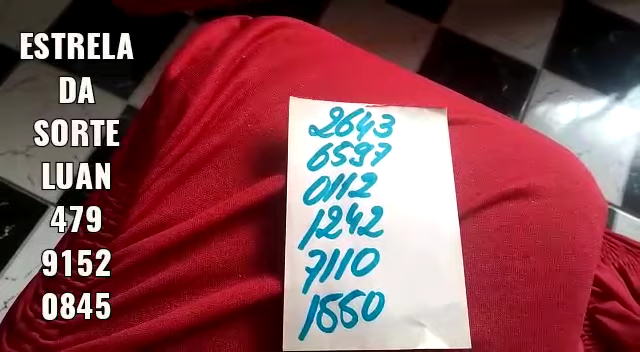 ESTRELA
DA
SORTE
LUAN
479
9152
0845
2643
6597
0112
1242
7110
1550